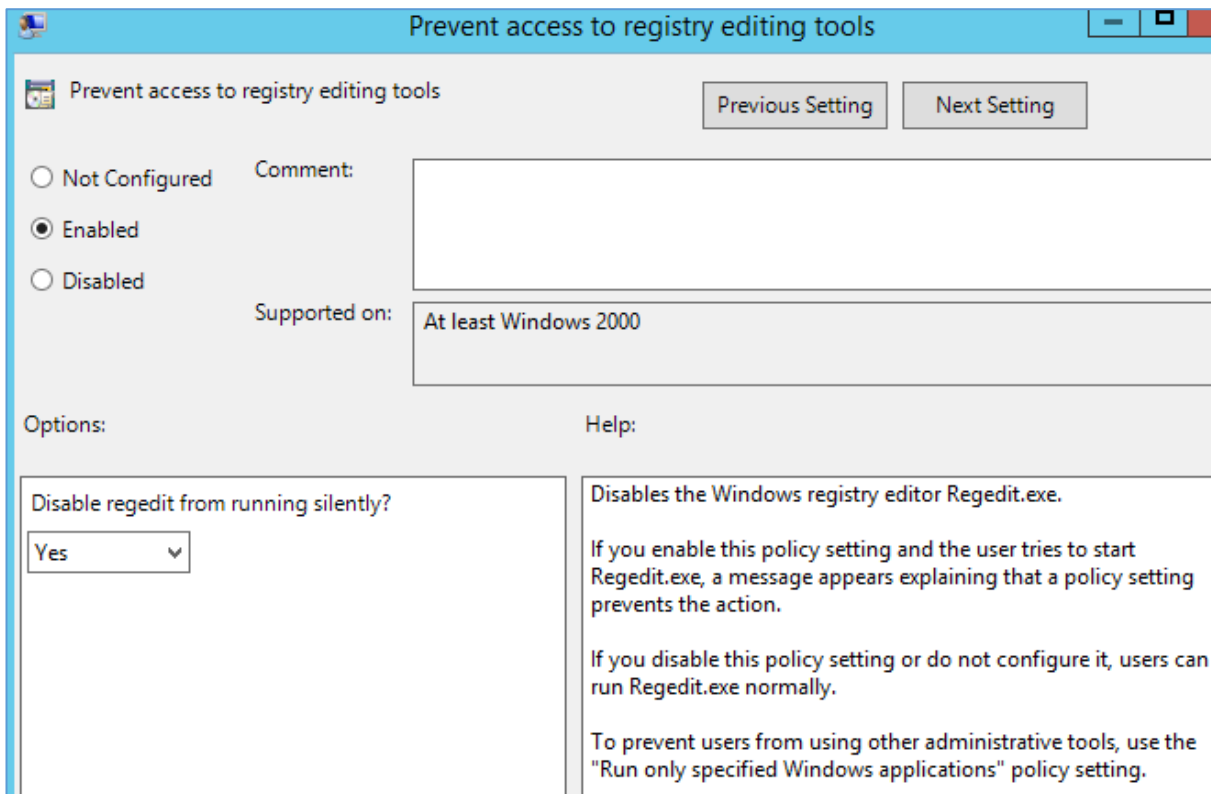 Prevent access to registry editing tools
Prevent access to registry editing tools
Previous Setting
Next Setting
Not Configured
Comment:
Enabled
Disabled
Supported on:
At least Windows 2000
Options:
Help:
Disable regedit from running silently?
Yes
Disables the Windows registry editor Regedit.exe.
If you enable this policy setting and the user tries to start
Regedit.exe, a message appears explaining that a policy setting
prevents the action.
If you disable this policy setting or do not configure it, users can
run Regedit.exe normally.
To prevent users from using other administrative tools, use the
"Run only specified Windows applications" policy setting.